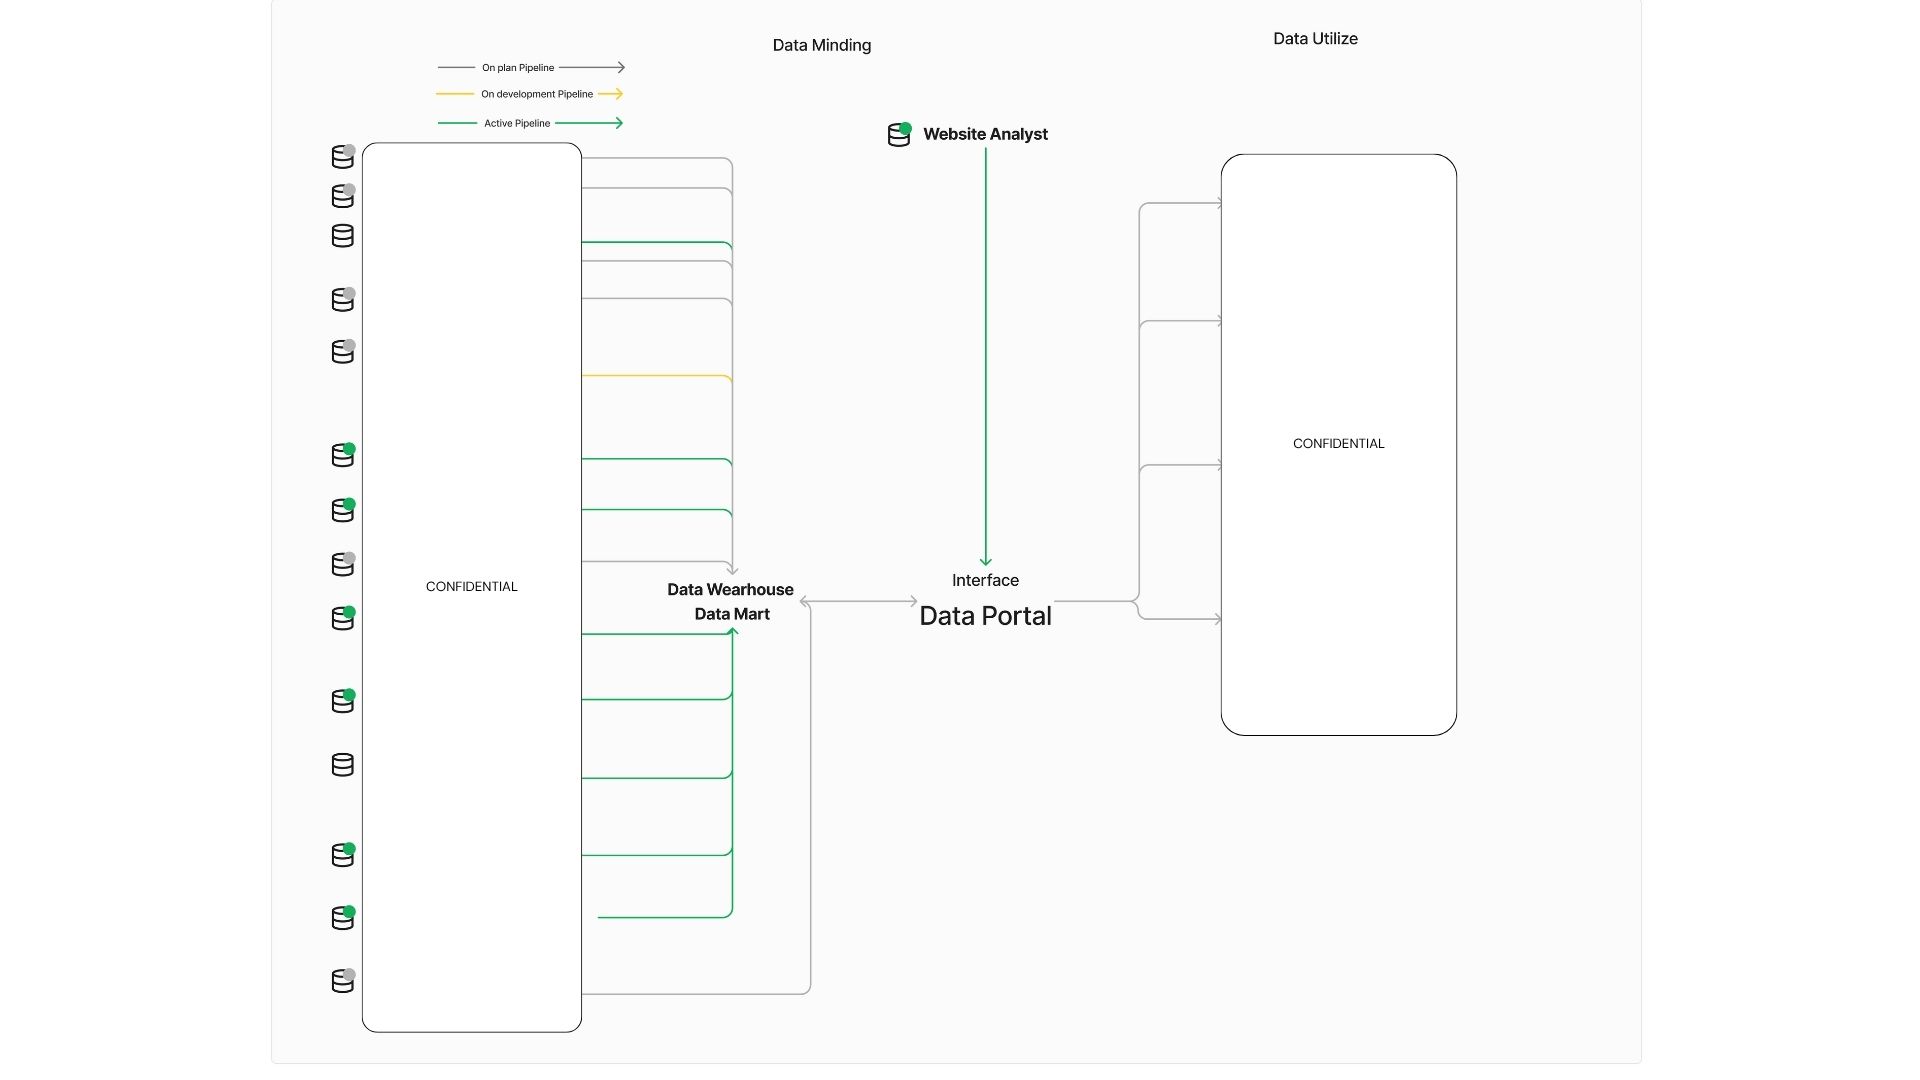 Data Minding
Data Utilize
On plan Pipeline
On development Pipeline
Active Pipeline
Website Analyst
CONFIDENTIAL
CONFIDENTIAL
Data Wearhouse
Data Mart
Interface
Data Portal